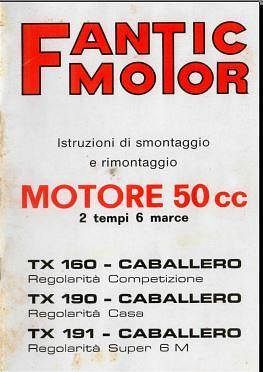 FANTIC
MOTOR
Istruzioni di smontaggio
e rimontaggio
MOTORE 50 cc
2 tempi 6 marce
TX 160 - CABALLERO
Regolarità Competizione
TX 190 - CABALLERO
Regolarità Casa
TX 191 - CABALLERO
Regolarità Super 6 M